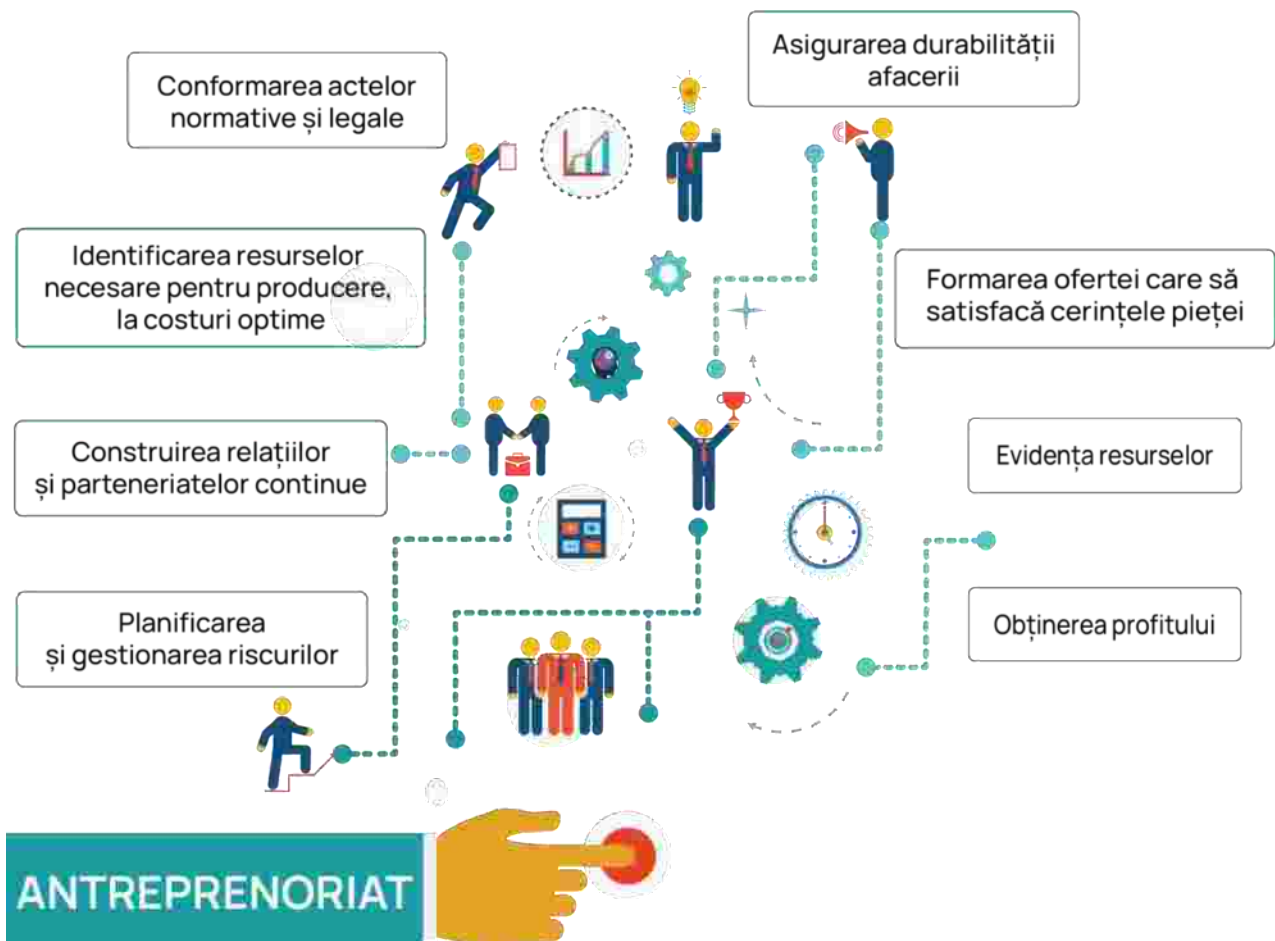 Conformarea actelor
normative și legale
Asigurarea durabilității
afacerii
Identificarea resurselor
necesare pentru producere,
la costuri optime
Formarea ofertei care să
satisfacă cerințele pieței
Construirea relațiilor
și parteneriatelor continue
Evidența resurselor
Planificarea
și gestionarea riscurilor
Obținerea profitului
ANTREPRENORIAT